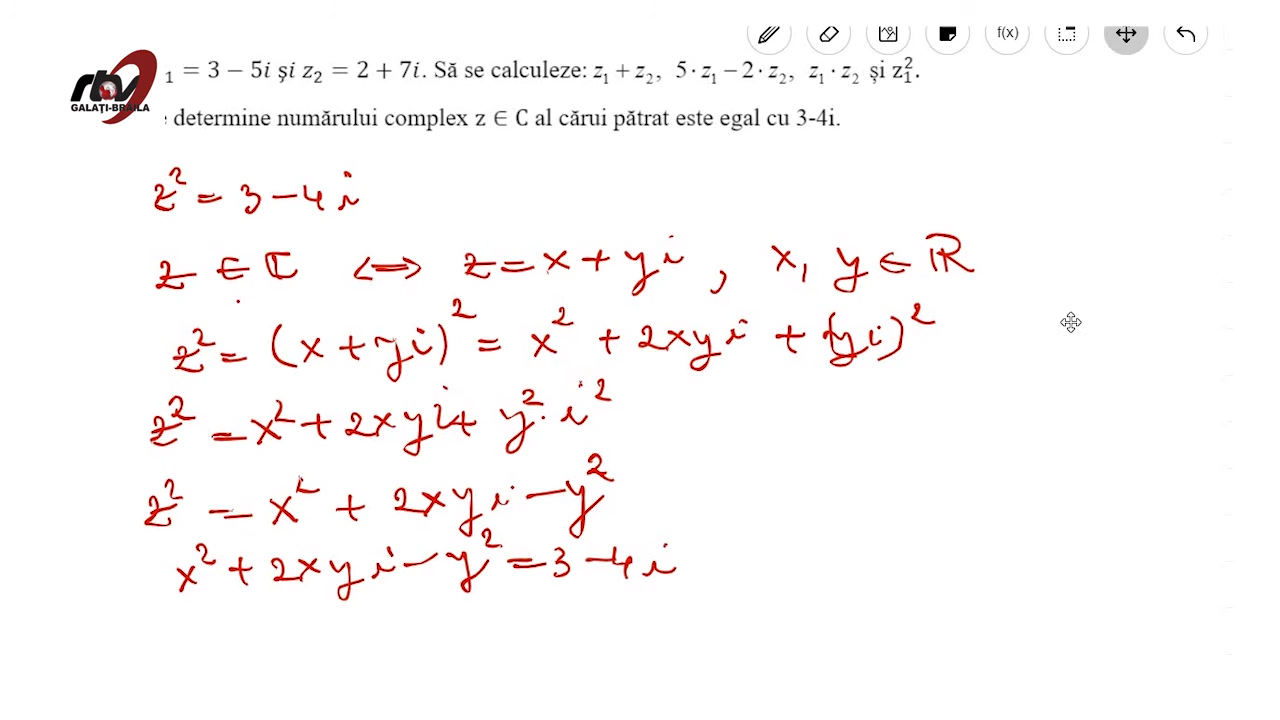 f(x)
rtv
GALAȚI-BRĂILA
₁ = 3 − 5i și z₂ = 2 + 7i. Să se calculeze: z₁ + z₂, 5·z₁ − 2·z₂, z₁·z₂ și z₁².
determine numărului complex z ∈ C al cărui pătrat este egal cu 3-4i.
z² = 3 − 4i
z ∈ ℂ ⟺ z = x + yi, x, y ∈ ℝ
z² = (x + yi)² = x² + 2xyi + (yi)²
z² = x² + 2xyi + y²·i²
z² = x² + 2xyi − y²
x² + 2xyi − y² = 3 − 4i